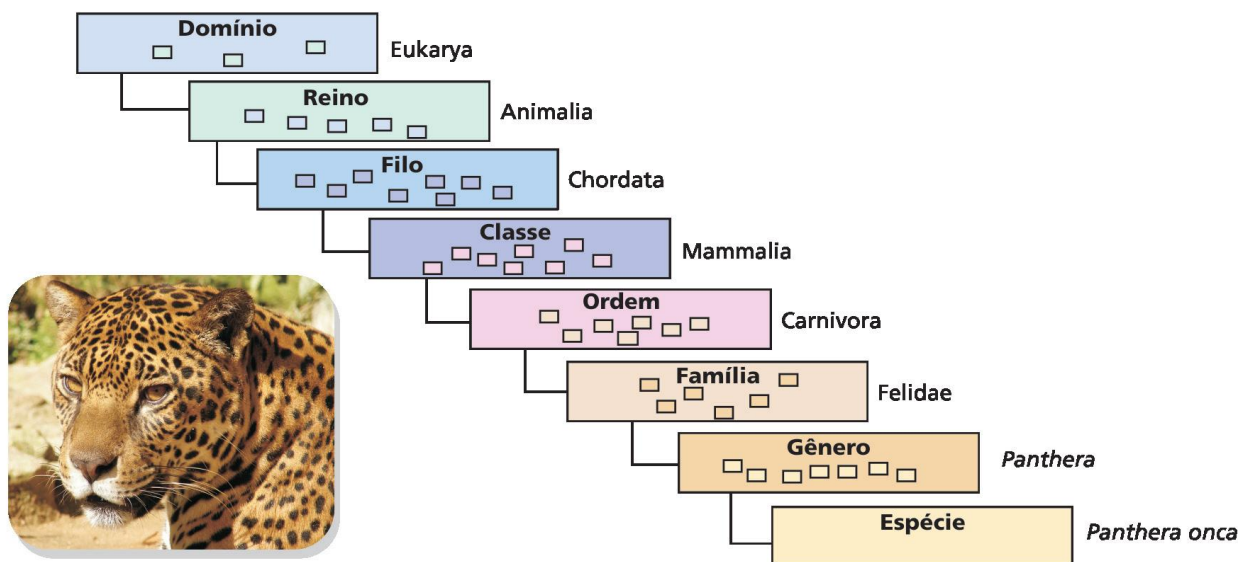 Domínio
Eukarya
Reino
Animalia
Filo
Chordata
Classe
Mammalia
Ordem
Carnivora
Família
Felidae
Gênero
Panthera
Espécie
Panthera onca